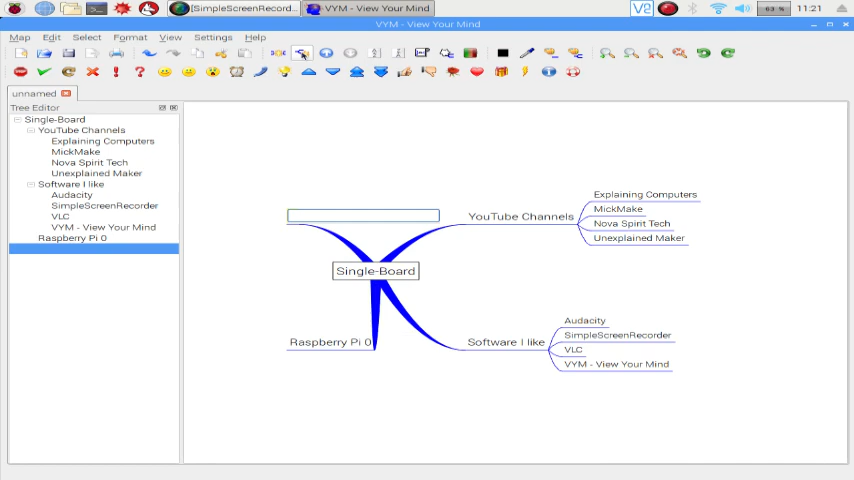 [SimpleScreenRecord...
VYM - View Your Mind
V2
63 %
11:21
VYM - View Your Mind
Map Edit Select Format View Settings Help
unnamed
Tree Editor
Single-Board
YouTube Channels
Explaining Computers
MickMake
Nova Spirit Tech
Unexplained Maker
Software I like
Audacity
SimpleScreenRecorder
VLC
VYM - View Your Mind
Raspberry Pi 0
YouTube Channels
Explaining Computers
MickMake
Nova Spirit Tech
Unexplained Maker
Single-Board
Raspberry Pi 0
Software I like
Audacity
SimpleScreenRecorder
VLC
VYM - View Your Mind